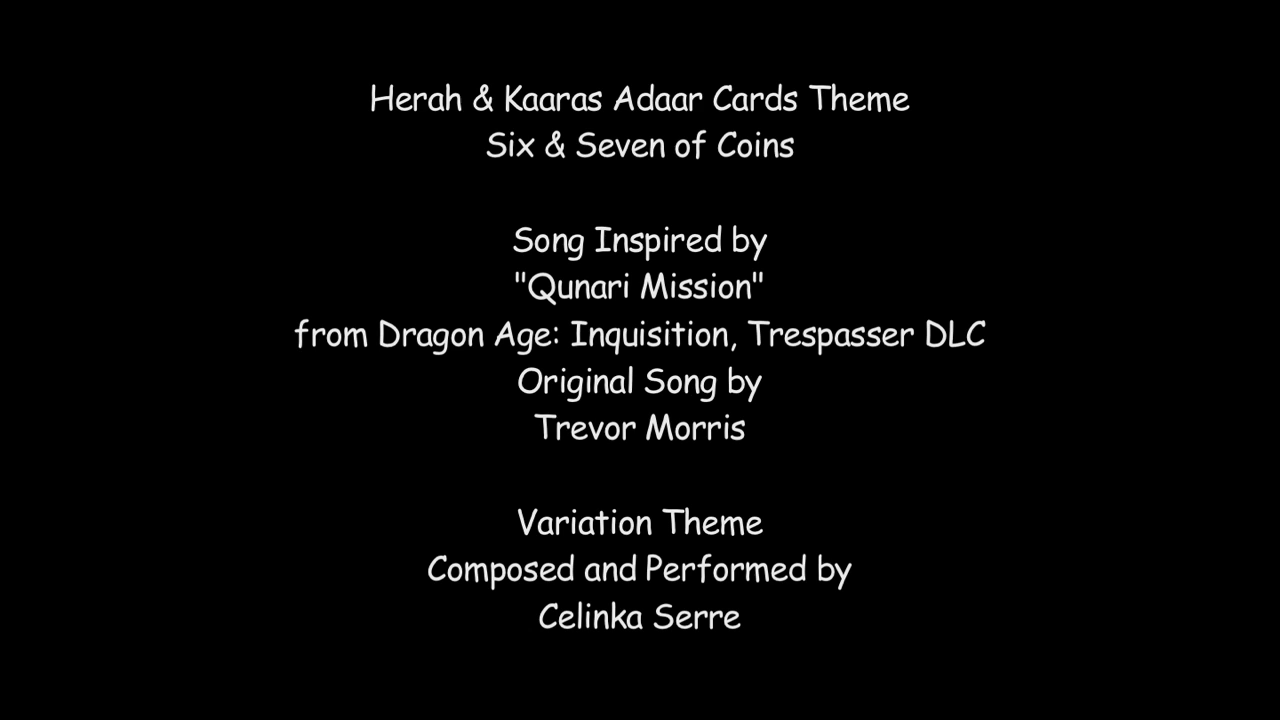 Herah & Kaaras Adaar Cards Theme
Six & Seven of Coins
Song Inspired by
"Qunari Mission"
from Dragon Age: Inquisition, Trespasser DLC
Original Song by
Trevor Morris
Variation Theme
Composed and Performed by
Celinka Serre